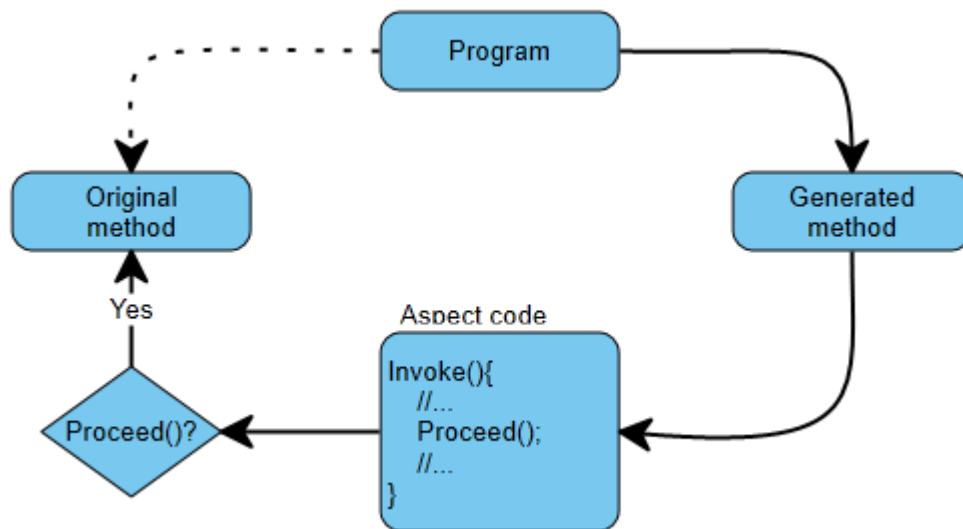 Program
Original
method
Generated
method
Yes
Aspect code
Invoke(){
//...
Proceed();
//...
}
Proceed()?